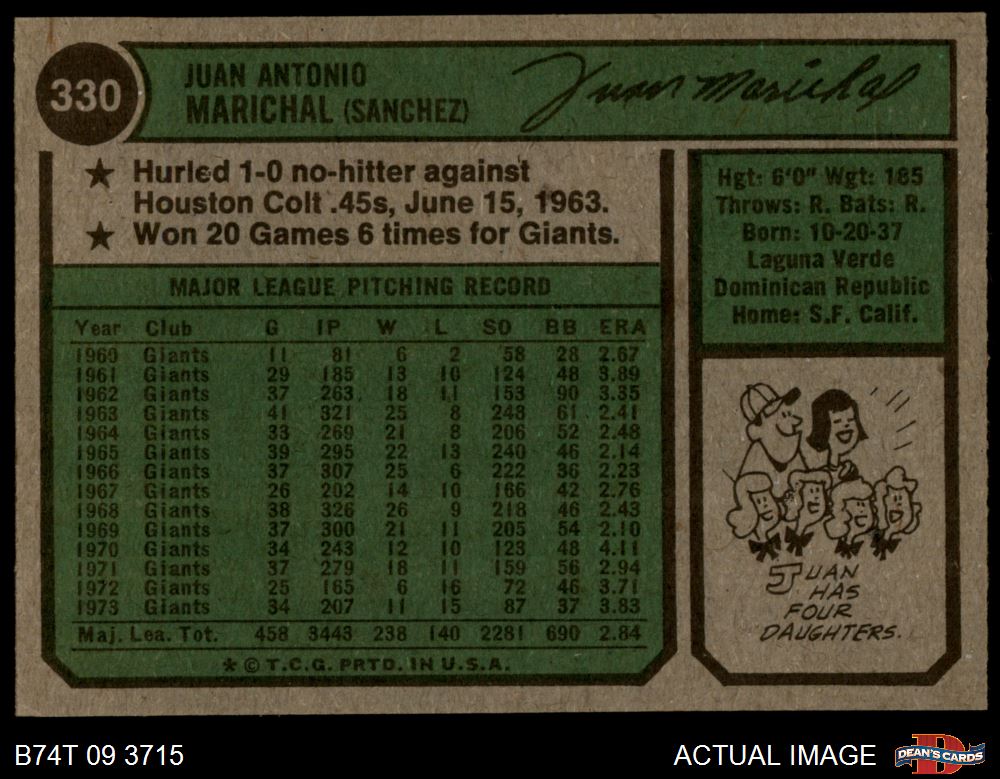 330
JUAN ANTONIO
MARICHAL (SANCHEZ)
Juan Marichal
★ Hurled 1-0 no-hitter against
Houston Colt .45s, June 15, 1963.
★ Won 20 Games 6 times for Giants.
MAJOR LEAGUE PITCHING RECORD
Year Club G IP W L SO BB ERA
1960 Giants 11 81 6 2 58 28 2.67
1961 Giants 29 185 13 10 124 48 3.89
1962 Giants 37 263 18 11 153 90 3.35
1963 Giants 41 321 25 8 248 61 2.41
1964 Giants 33 269 21 8 206 52 2.48
1965 Giants 39 295 22 13 240 46 2.14
1966 Giants 37 307 25 6 222 36 2.23
1967 Giants 26 202 14 10 166 42 2.76
1968 Giants 38 326 26 9 218 46 2.43
1969 Giants 37 300 21 11 205 54 2.10
1970 Giants 34 243 12 10 123 48 4.11
1971 Giants 37 279 18 11 159 56 2.94
1972 Giants 25 165 6 16 72 46 3.71
1973 Giants 34 207 11 15 87 37 3.83
Maj. Lea. Tot. 458 3443 238 140 2281 690 2.84
* © T.C.G. PRTD. IN U.S.A.
Hgt: 6'0" Wgt: 185
Throws: R. Bats: R.
Born: 10-20-37
Laguna Verde
Dominican Republic
Home: S.F. Calif.
JUAN
HAS
FOUR
DAUGHTERS.
B74T 09 3715
ACTUAL IMAGE
DEAN'S CARDS